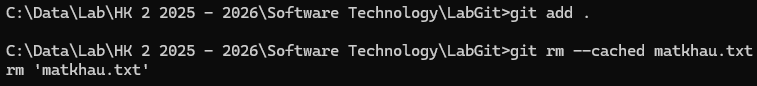 C:\Data\Lab\HK 2 2025 - 2026\Software Technology\LabGit>git add .
C:\Data\Lab\HK 2 2025 - 2026\Software Technology\LabGit>git rm --cached matkhau.txt
rm 'matkhau.txt'